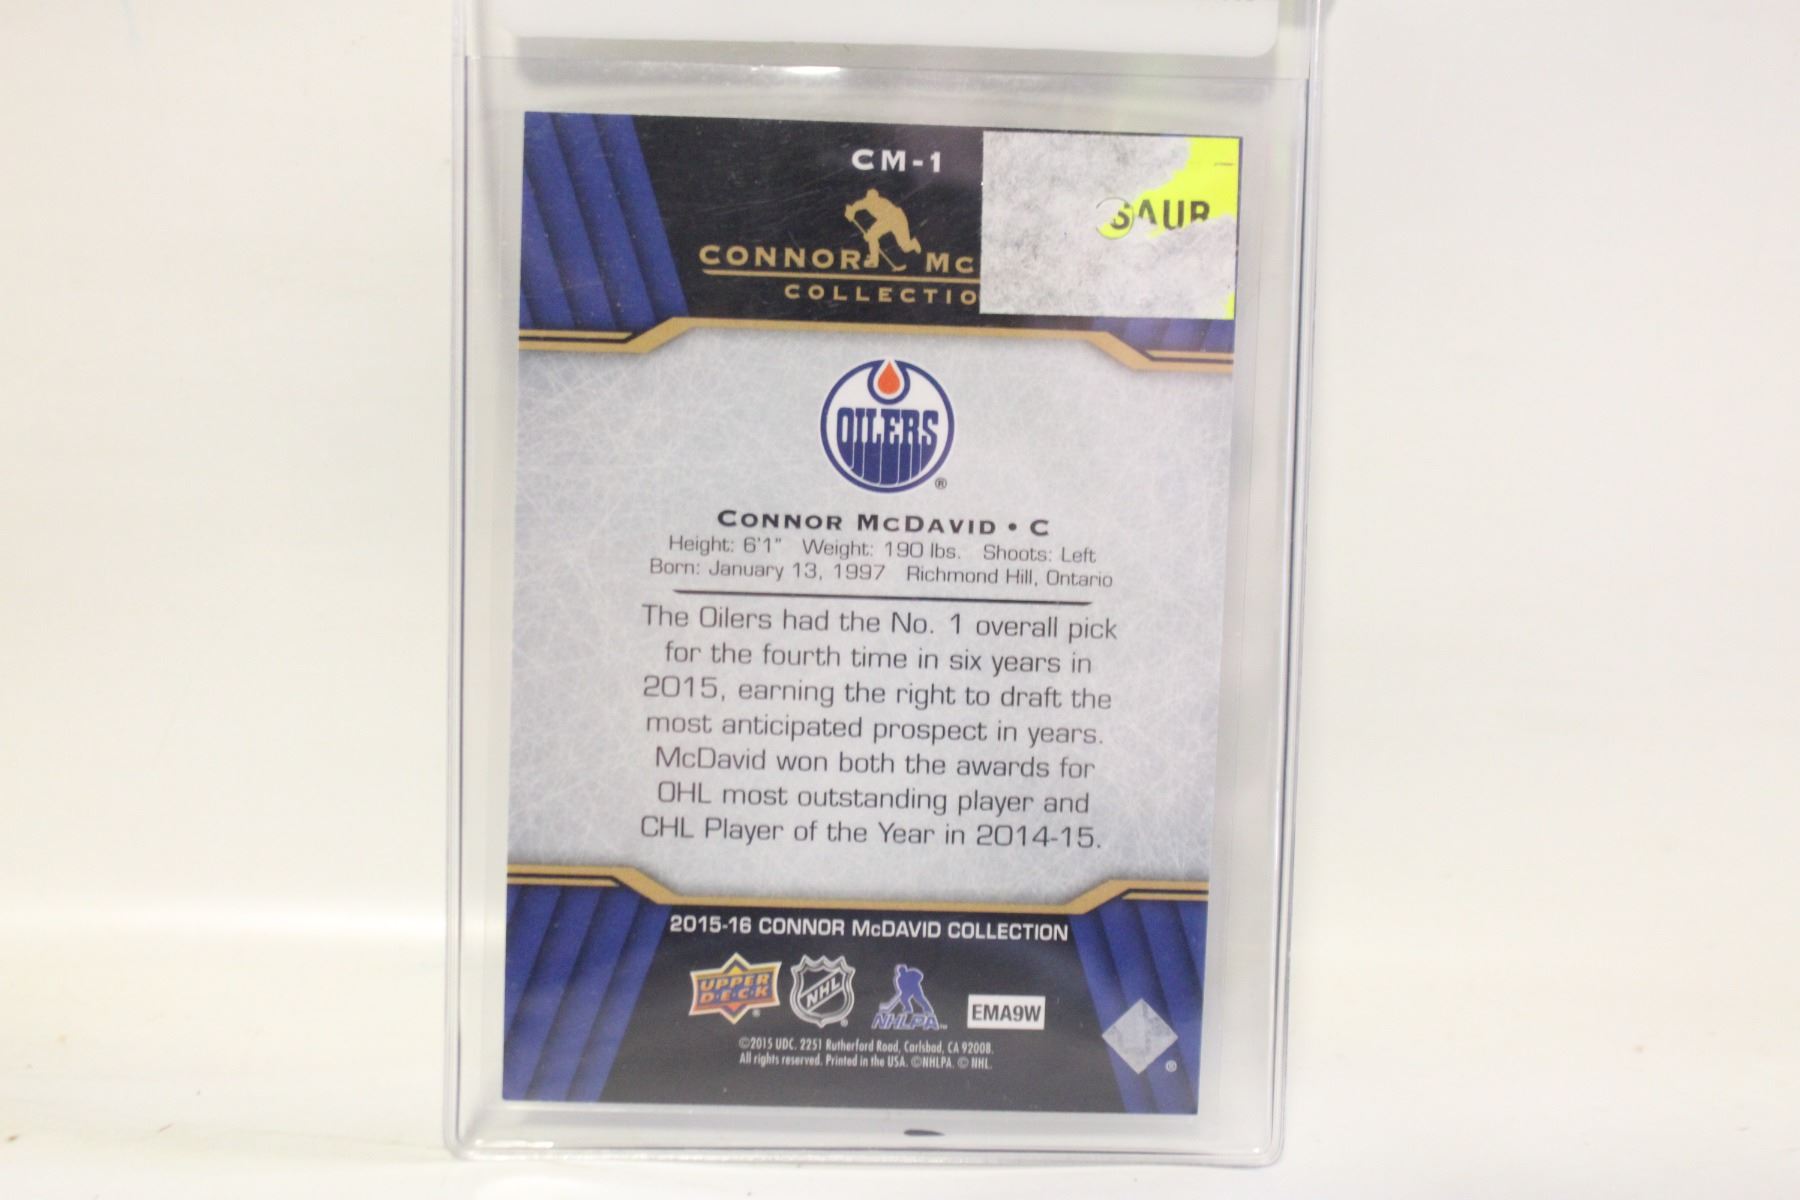 CM-1
SAUR
CONNOR MC
COLLECTIO
OILERS
®
CONNOR MCDAVID • C
Height: 6'1" Weight: 190 lbs. Shoots: Left
Born: January 13, 1997 Richmond Hill, Ontario
The Oilers had the No. 1 overall pick
for the fourth time in six years in
2015, earning the right to draft the
most anticipated prospect in years.
McDavid won both the awards for
OHL most outstanding player and
CHL Player of the Year in 2014-15.
2015-16 CONNOR McDAVID COLLECTION
UPPER
D·E·C·K
NHL
NHLPA
EMA9W
©2015 UDC. 2251 Rutherford Road, Carlsbad, CA 92008.
All rights reserved. Printed in the USA. ©NHLPA. © NHL.
®